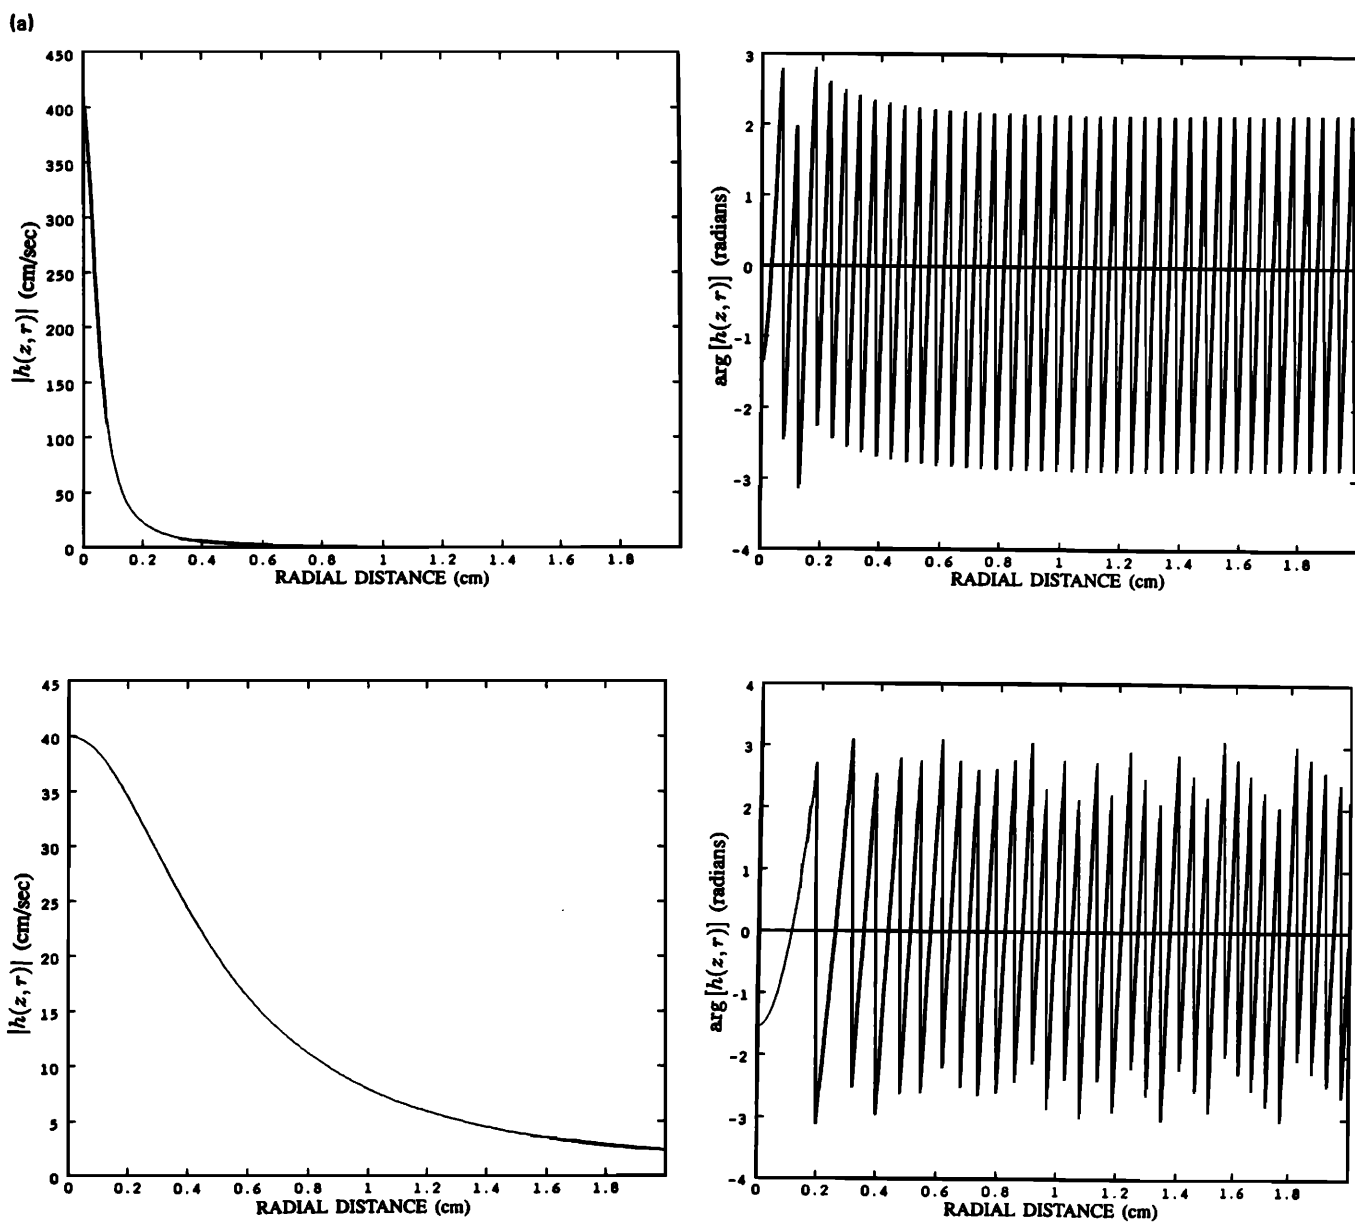 (a)
450
400
350
300
250
200
150
100
50
0
|h(z, r)| (cm/sec)
0 0.2 0.4 0.6 0.8 1 1.2 1.4 1.6 1.8
RADIAL DISTANCE (cm)
3
2
1
0
-1
-2
-3
-4
arg [h(z, r)] (radians)
0 0.2 0.4 0.6 0.8 1 1.2 1.4 1.6 1.8
RADIAL DISTANCE (cm)
45
40
35
30
25
20
15
10
5
0
|h(z, r)| (cm/sec)
0 0.2 0.4 0.6 0.8 1 1.2 1.4 1.6 1.8
RADIAL DISTANCE (cm)
4
3
2
1
0
-1
-2
-3
-4
arg [h(z, r)] (radians)
0 0.2 0.4 0.6 0.8 1 1.2 1.4 1.6 1.8
RADIAL DISTANCE (cm)